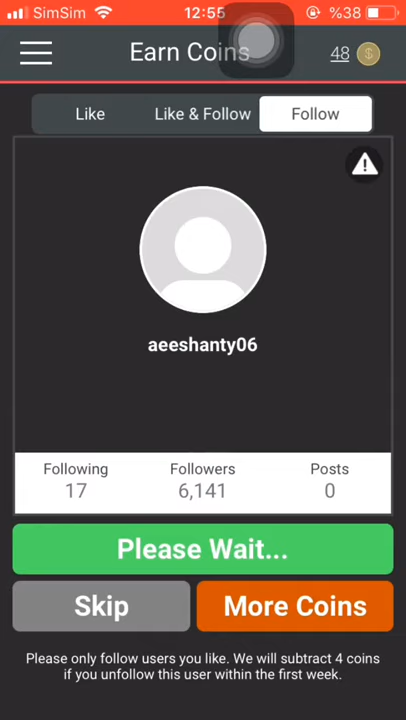 SimSim 12:55 %38
Earn Coins 48
Like Like & Follow Follow
aeeshanty06
Following Followers Posts
17 6,141 0
Please Wait...
Skip More Coins
Please only follow users you like. We will subtract 4 coins
if you unfollow this user within the first week.